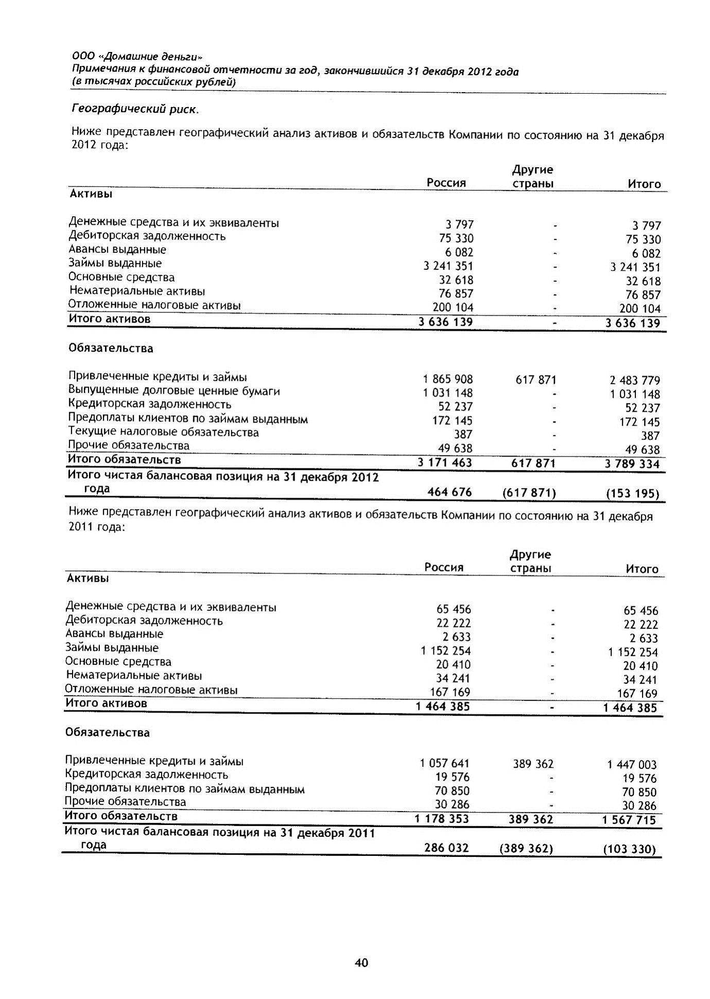 ООО «Домашние деньги»
Примечания к финансовой отчетности за год, закончившийся 31 декабря 2012 года
(в тысячах российских рублей)
Географический риск.
Ниже представлен географический анализ активов и обязательств Компании по состоянию на 31 декабря
2012 года:
Другие
Россия страны Итого
Активы
Денежные средства и их эквиваленты 3 797 - 3 797
Дебиторская задолженность 75 330 - 75 330
Авансы выданные 6 082 - 6 082
Займы выданные 3 241 351 - 3 241 351
Основные средства 32 618 - 32 618
Нематериальные активы 76 857 - 76 857
Отложенные налоговые активы 200 104 - 200 104
Итого активов 3 636 139 - 3 636 139
Обязательства
Привлеченные кредиты и займы 1 865 908 617 871 2 483 779
Выпущенные долговые ценные бумаги 1 031 148 - 1 031 148
Кредиторская задолженность 52 237 - 52 237
Предоплаты клиентов по займам выданным 172 145 - 172 145
Текущие налоговые обязательства 387 - 387
Прочие обязательства 49 638 - 49 638
Итого обязательств 3 171 463 617 871 3 789 334
Итого чистая балансовая позиция на 31 декабря 2012
года 464 676 (617 871) (153 195)
Ниже представлен географический анализ активов и обязательств Компании по состоянию на 31 декабря
2011 года:
Другие
Россия страны Итого
Активы
Денежные средства и их эквиваленты 65 456 - 65 456
Дебиторская задолженность 22 222 - 22 222
Авансы выданные 2 633 - 2 633
Займы выданные 1 152 254 - 1 152 254
Основные средства 20 410 - 20 410
Нематериальные активы 34 241 - 34 241
Отложенные налоговые активы 167 169 - 167 169
Итого активов 1 464 385 - 1 464 385
Обязательства
Привлеченные кредиты и займы 1 057 641 389 362 1 447 003
Кредиторская задолженность 19 576 - 19 576
Предоплаты клиентов по займам выданным 70 850 - 70 850
Прочие обязательства 30 286 - 30 286
Итого обязательств 1 178 353 389 362 1 567 715
Итого чистая балансовая позиция на 31 декабря 2011
года 286 032 (389 362) (103 330)
40